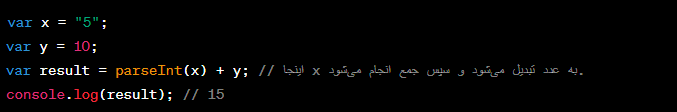 var x = "5";
var y = 10;
var result = parseInt(x) + y; // اینجا x به عدد تبدیل می‌شود و سپس جمع انجام می‌شود.
console.log(result); // 15